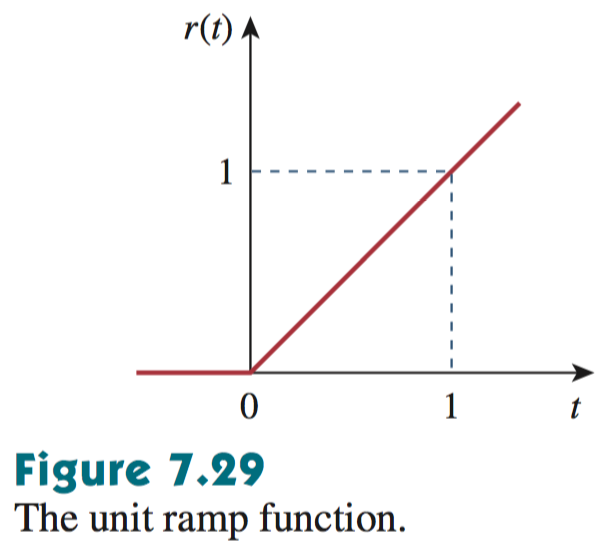 r(t)
1
0
1
t
Figure 7.29
The unit ramp function.